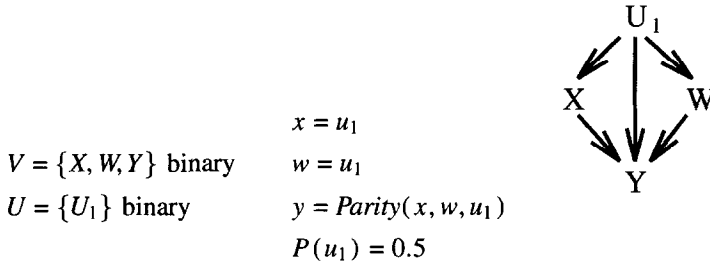 V = {X, W, Y} binary
U = {U₁} binary
x = u₁
w = u₁
y = Parity(x, w, u₁)
P(u₁) = 0.5
U₁
X W
Y